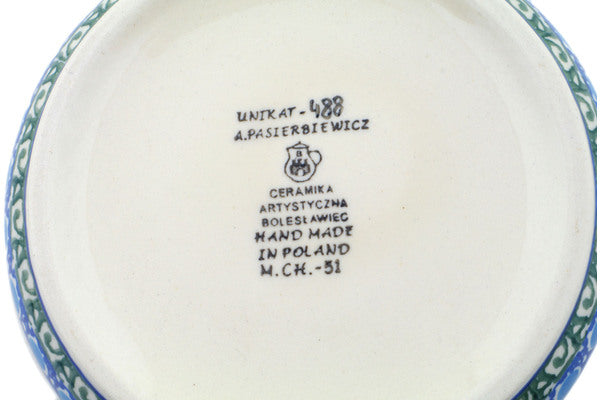 UNIKAT - 488
A.PASIERBIEWICZ
B
CERAMIKA
ARTYSTYCZNA
BOLESŁAWIEC
HAND MADE
IN POLAND
M.CH.-51